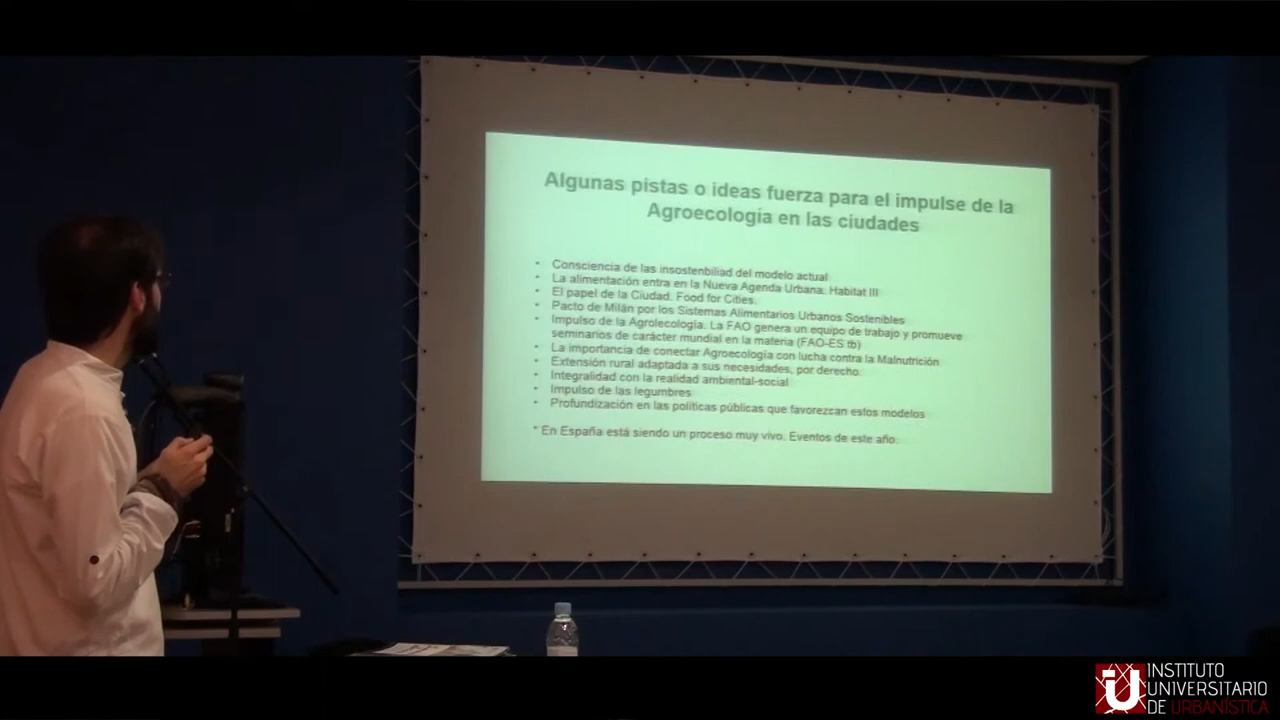 Algunas pistas o ideas fuerza para el impulse de la
Agroecología en las ciudades
• Consciencia de las insostenbiliad del modelo actual
• La alimentación entra en la Nueva Agenda Urbana: Habitat III
• El papel de la Ciudad. Food for Cities.
• Pacto de Milán por los Sistemas Alimentarios Urbanos Sostenibles
• Impulso de la Agrolecología. La FAO genera un equipo de trabajo y promueve
seminarios de carácter mundial en la materia (FAO-ES tb)
• La importancia de conectar Agroecología con lucha contra la Malnutrición
• Extensión rural adaptada a sus necesidades, por derecho.
• Integralidad con la realidad ambiental-social
• Impulso de las legumbres
• Profundización en las políticas públicas que favorezcan estos modelos
* En España está siendo un proceso muy vivo. Eventos de este año.
IU INSTITUTO
UNIVERSITARIO
DE URBANÍSTICA